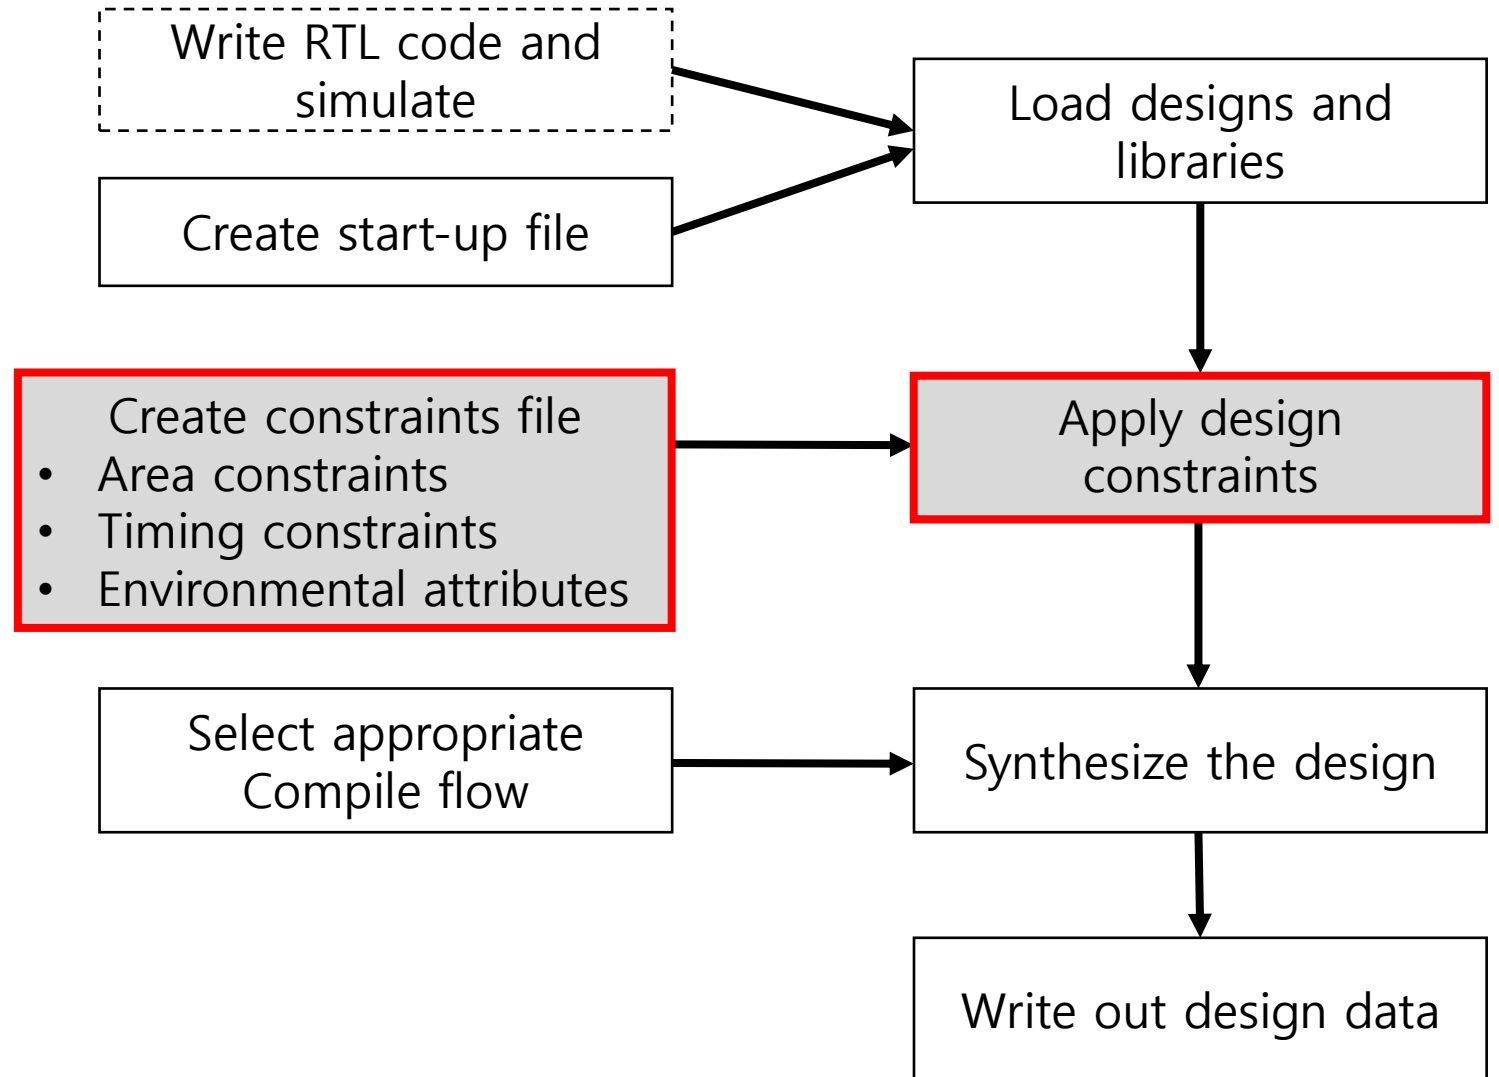 Write RTL code and
simulate
Load designs and
libraries
Create start-up file
Create constraints file
• Area constraints
• Timing constraints
• Environmental attributes
Apply design
constraints
Select appropriate
Compile flow
Synthesize the design
Write out design data